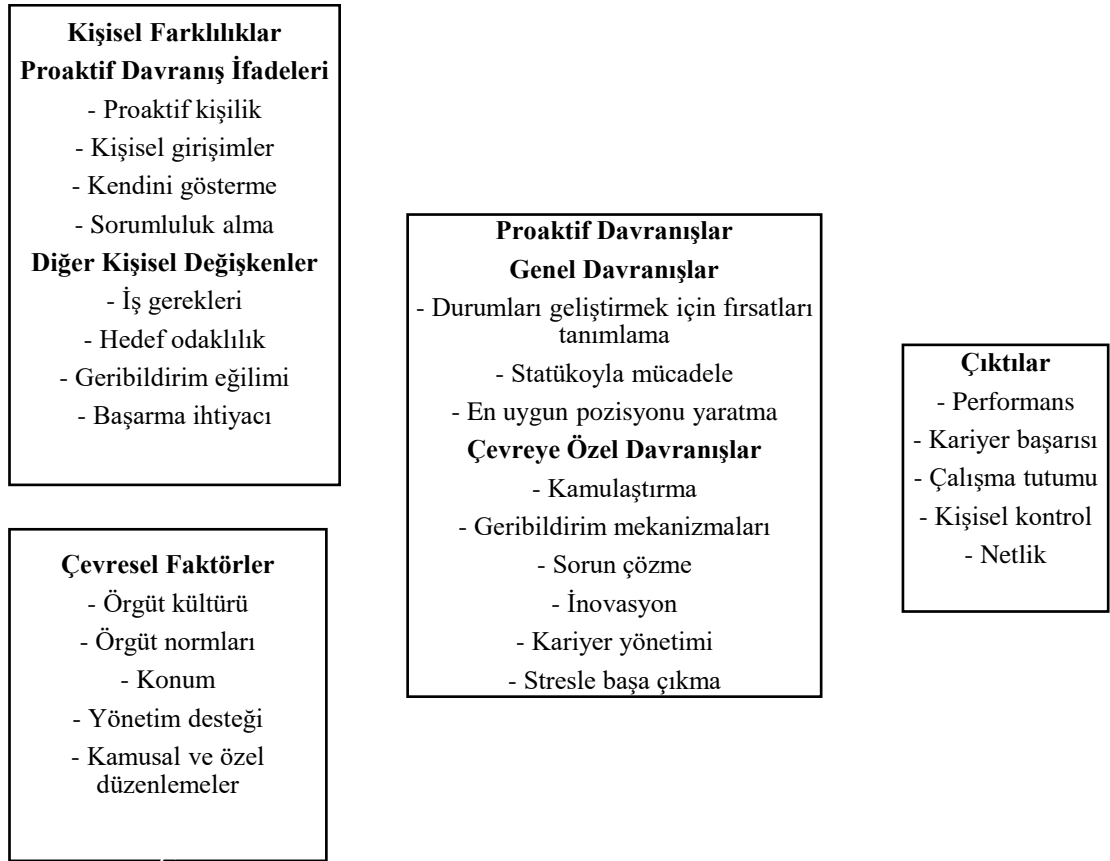 Kişisel Farklılıklar
Proaktif Davranış İfadeleri
- Proaktif kişilik
- Kişisel girişimler
- Kendini gösterme
- Sorumluluk alma
Diğer Kişisel Değişkenler
- İş gerekleri
- Hedef odaklılık
- Geribildirim eğilimi
- Başarma ihtiyacı
Çevresel Faktörler
- Örgüt kültürü
- Örgüt normları
- Konum
- Yönetim desteği
- Kamusal ve özel
düzenlemeler
Proaktif Davranışlar
Genel Davranışlar
- Durumları geliştirmek için fırsatları
tanımlama
- Statükoyla mücadele
- En uygun pozisyonu yaratma
Çevreye Özel Davranışlar
- Kamulaştırma
- Geribildirim mekanizmaları
- Sorun çözme
- İnovasyon
- Kariyer yönetimi
- Stresle başa çıkma
Çıktılar
- Performans
- Kariyer başarısı
- Çalışma tutumu
- Kişisel kontrol
- Netlik